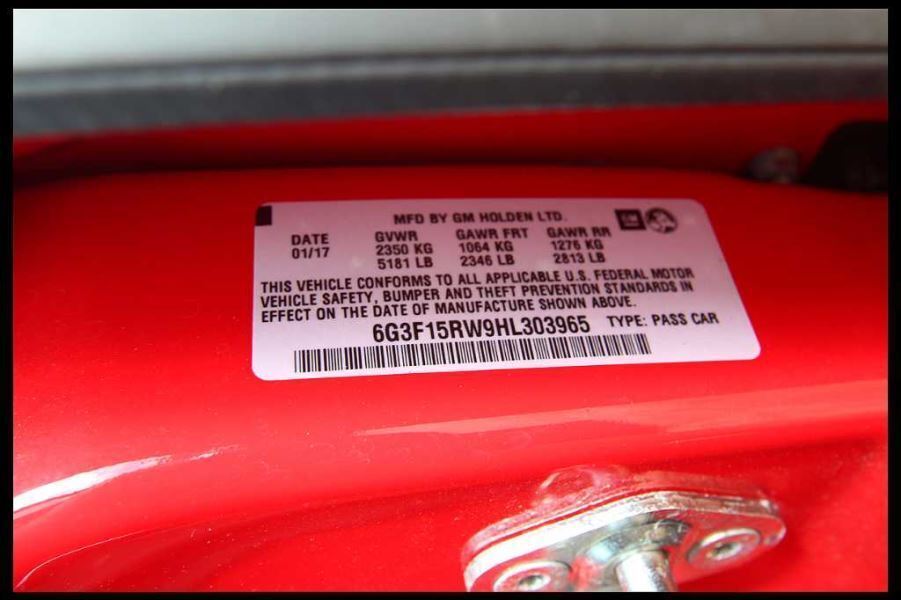 MFD BY GM HOLDEN LTD.
GM
DATE GVWR GAWR FRT GAWR RR
01/17 2350 KG 1064 KG 1276 KG
5181 LB 2346 LB 2813 LB
THIS VEHICLE CONFORMS TO ALL APPLICABLE U.S. FEDERAL MOTOR
VEHICLE SAFETY, BUMPER AND THEFT PREVENTION STANDARDS IN
EFFECT ON THE DATE OF MANUFACTURE SHOWN ABOVE.
6G3F15RW9HL303965 TYPE: PASS CAR